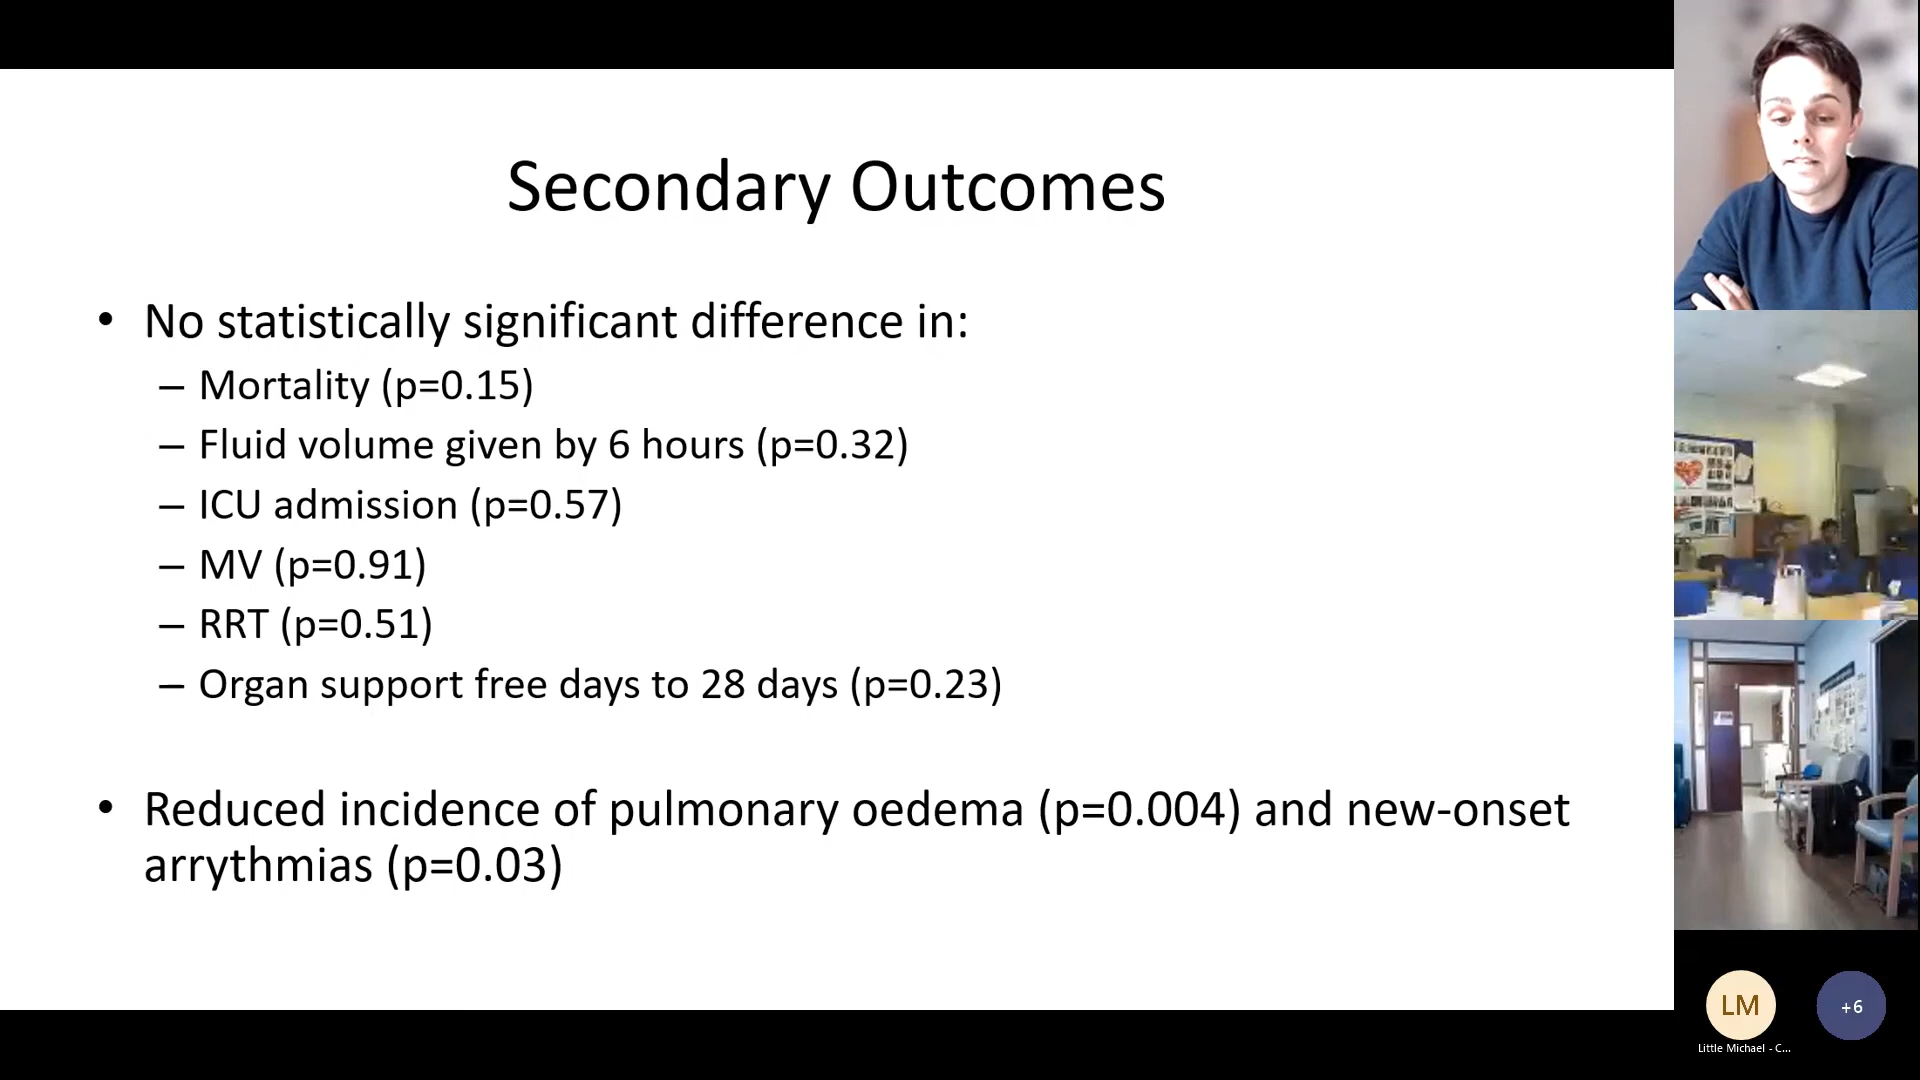 Secondary Outcomes
• No statistically significant difference in:
– Mortality (p=0.15)
– Fluid volume given by 6 hours (p=0.32)
– ICU admission (p=0.57)
– MV (p=0.91)
– RRT (p=0.51)
– Organ support free days to 28 days (p=0.23)
• Reduced incidence of pulmonary oedema (p=0.004) and new-onset
arrythmias (p=0.03)
LM
+6
Little Michael - C...